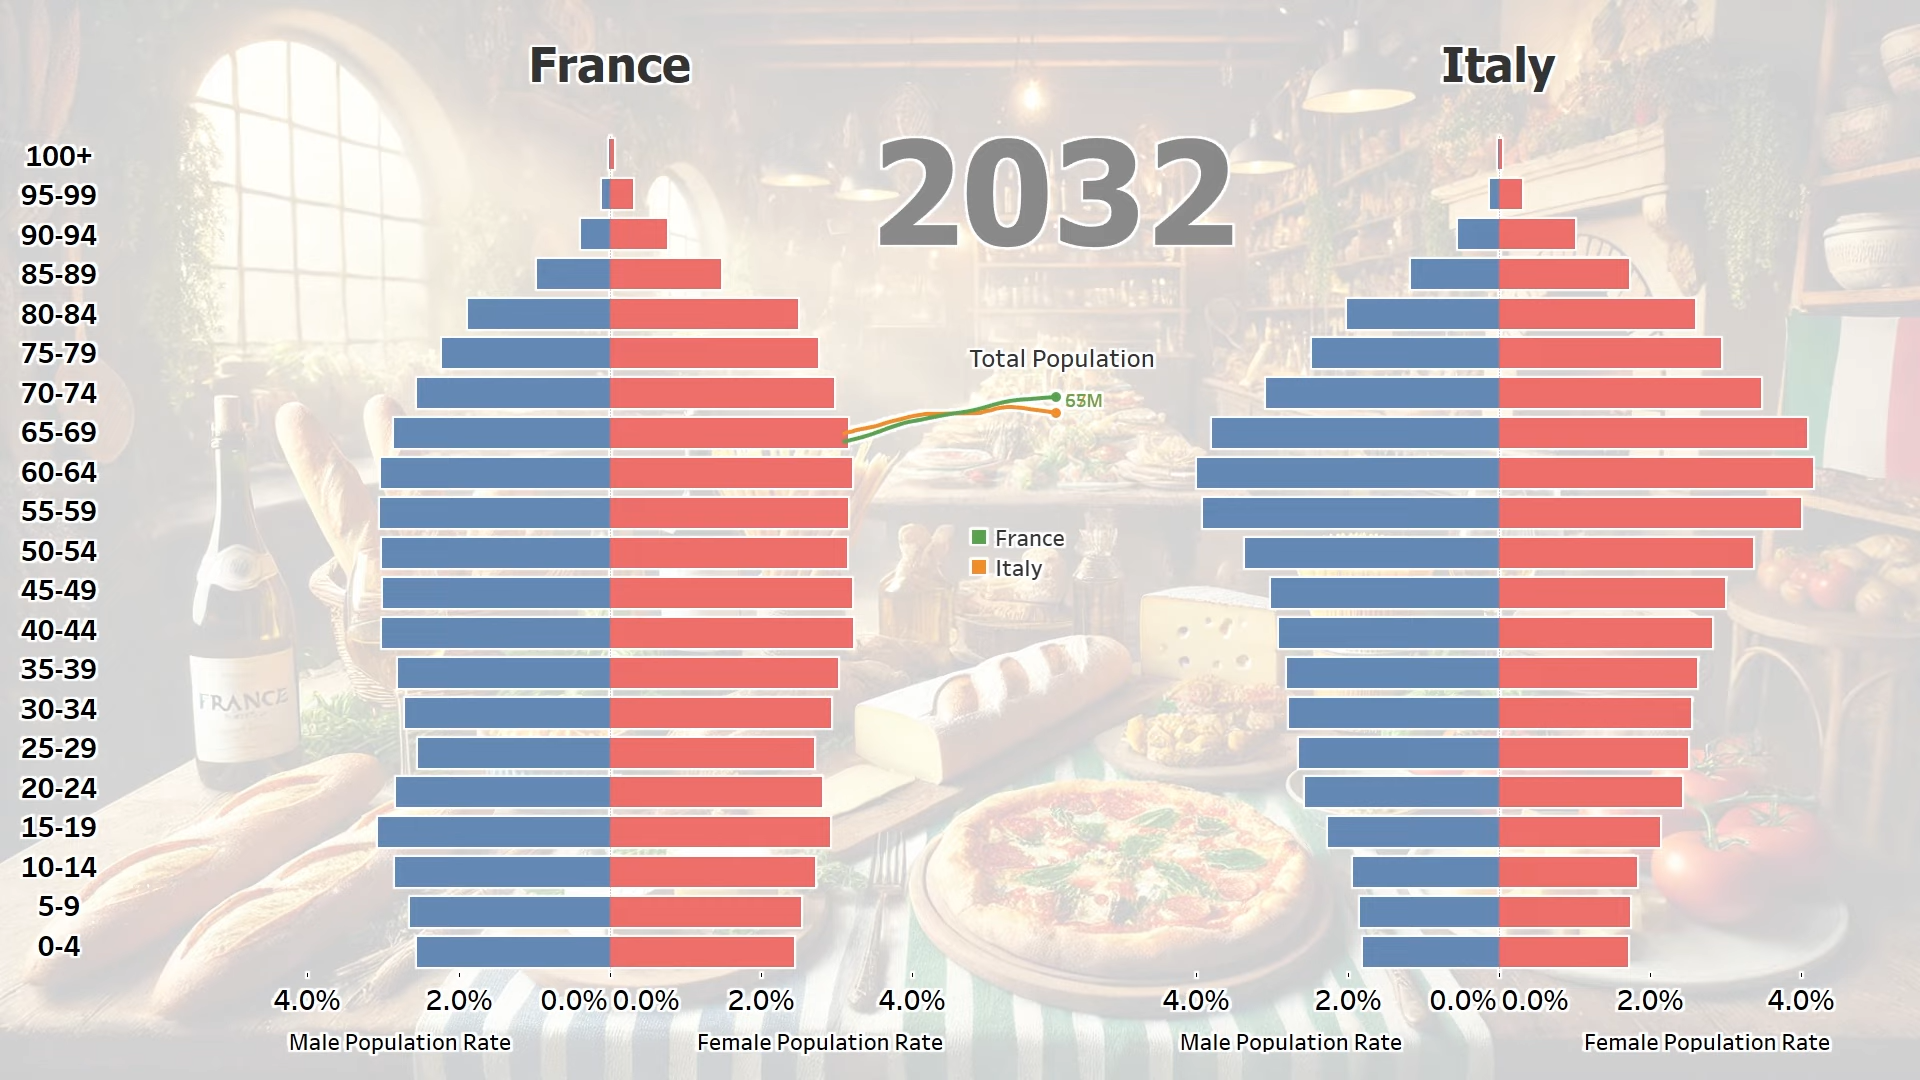 France
Italy
2032
100+
95-99
90-94
85-89
80-84
75-79
70-74
65-69
60-64
55-59
50-54
45-49
40-44
35-39
30-34
25-29
20-24
15-19
10-14
5-9
0-4
Total Population
France
Italy
FRANCE
4.0% 2.0% 0.0% 0.0% 2.0% 4.0%
4.0% 2.0% 0.0% 0.0% 2.0% 4.0%
Male Population Rate
Female Population Rate
Male Population Rate
Female Population Rate